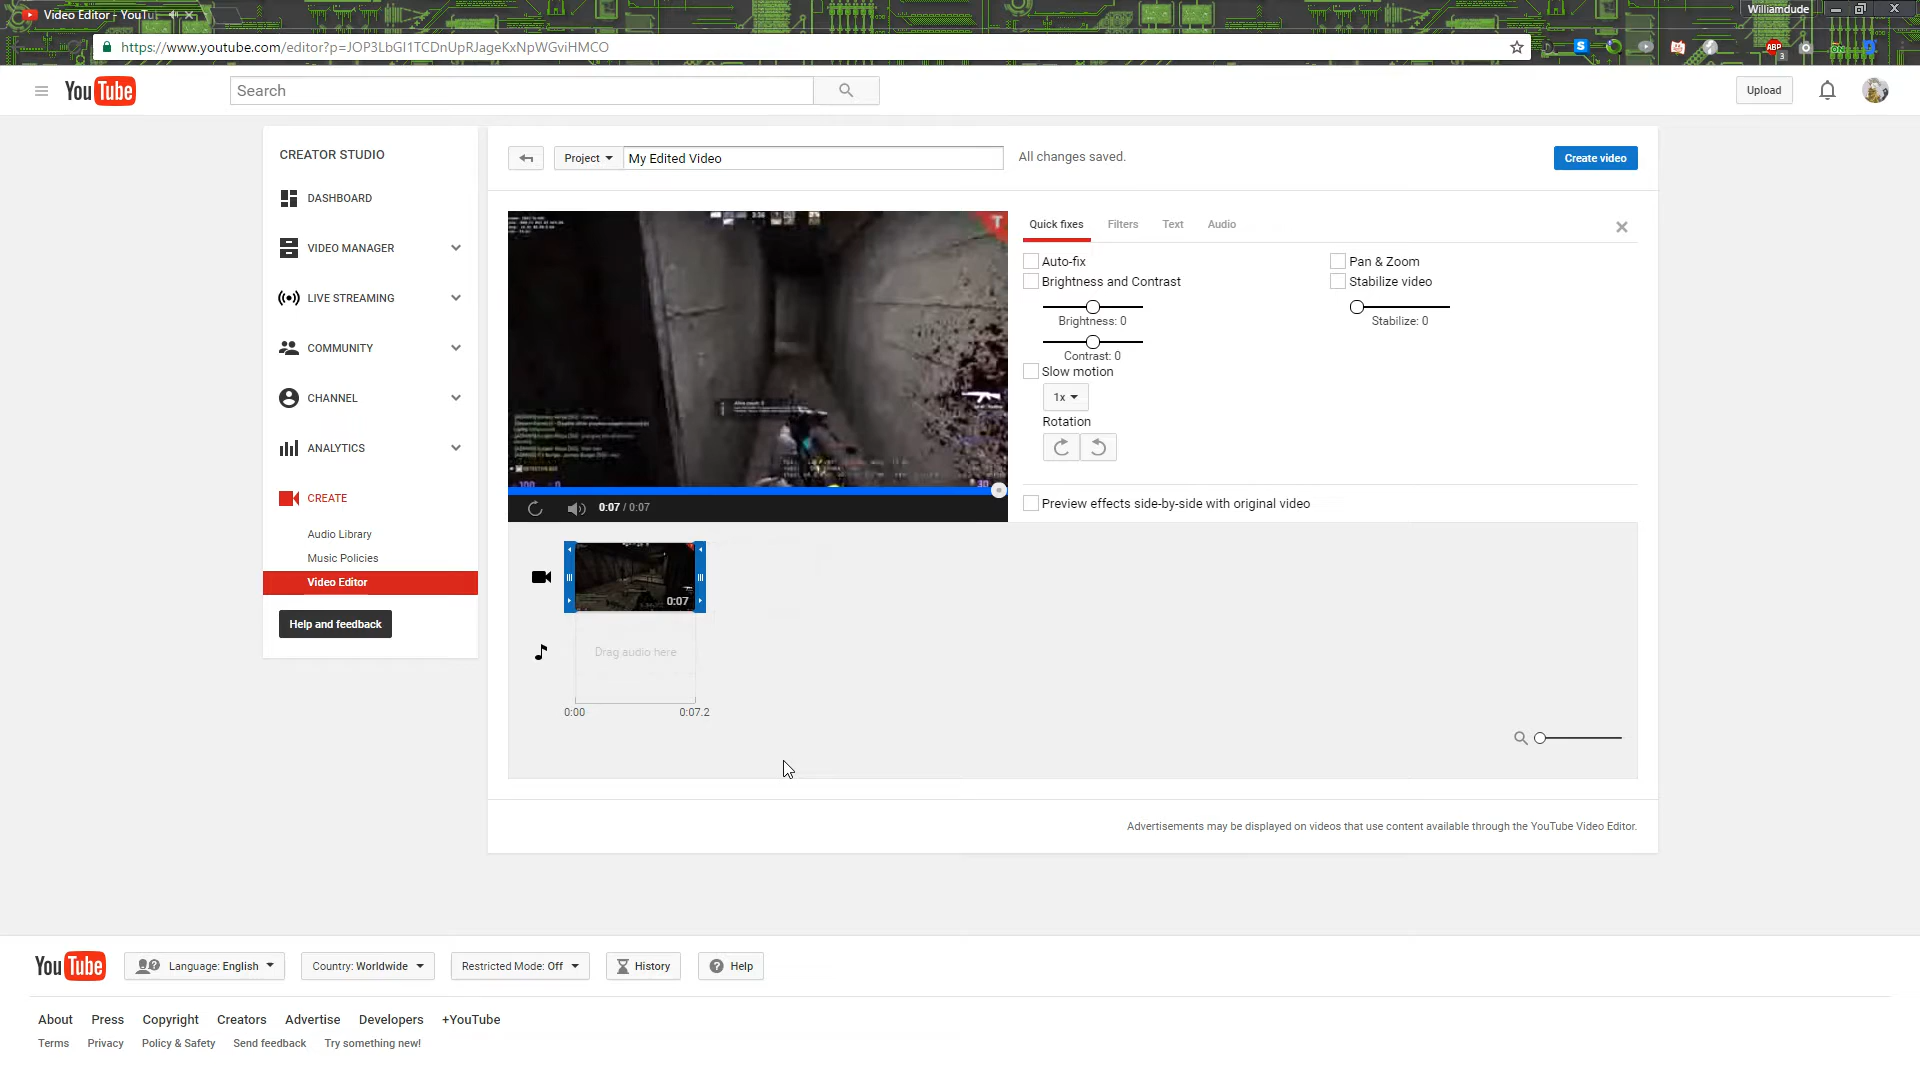 Video Editor - YouTu
Williamdude
https://www.youtube.com/editor?p=JOP3LbGI1TCDnUpRJageKxNpWGviHMCO
ABP
3
YouTube
Search
Upload
CREATOR STUDIO
DASHBOARD
VIDEO MANAGER
LIVE STREAMING
COMMUNITY
CHANNEL
ANALYTICS
CREATE
Audio Library
Music Policies
Video Editor
Help and feedback
Project
My Edited Video
All changes saved.
Create video
T
3:36
100
0:07 / 0:07
Quick fixes
Filters
Text
Audio
Auto-fix
Brightness and Contrast
Brightness: 0
Contrast: 0
Slow motion
1x
Rotation
Pan & Zoom
Stabilize video
Stabilize: 0
Preview effects side-by-side with original video
0:07
Drag audio here
0:00
0:07.2
Advertisements may be displayed on videos that use content available through the YouTube Video Editor.
YouTube
Language: English
Country: Worldwide
Restricted Mode: Off
History
Help
About Press Copyright Creators Advertise Developers +YouTube
Terms Privacy Policy & Safety Send feedback Try something new!